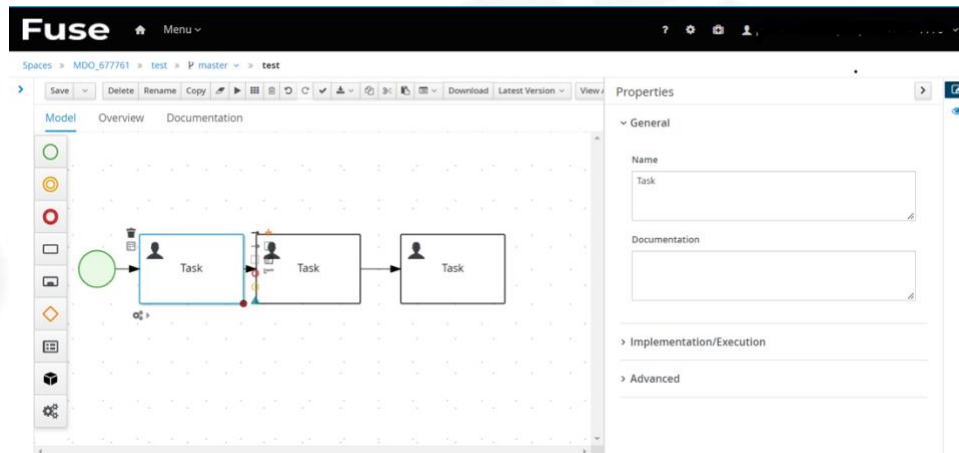 Fuse Menu ?
Spaces » MDO_677761 » test » master » test
Save Delete Rename Copy Download Latest Version View Properties
Model Overview Documentation
General
Name
Task
Documentation
Task Task Task
Implementation/Execution
Advanced